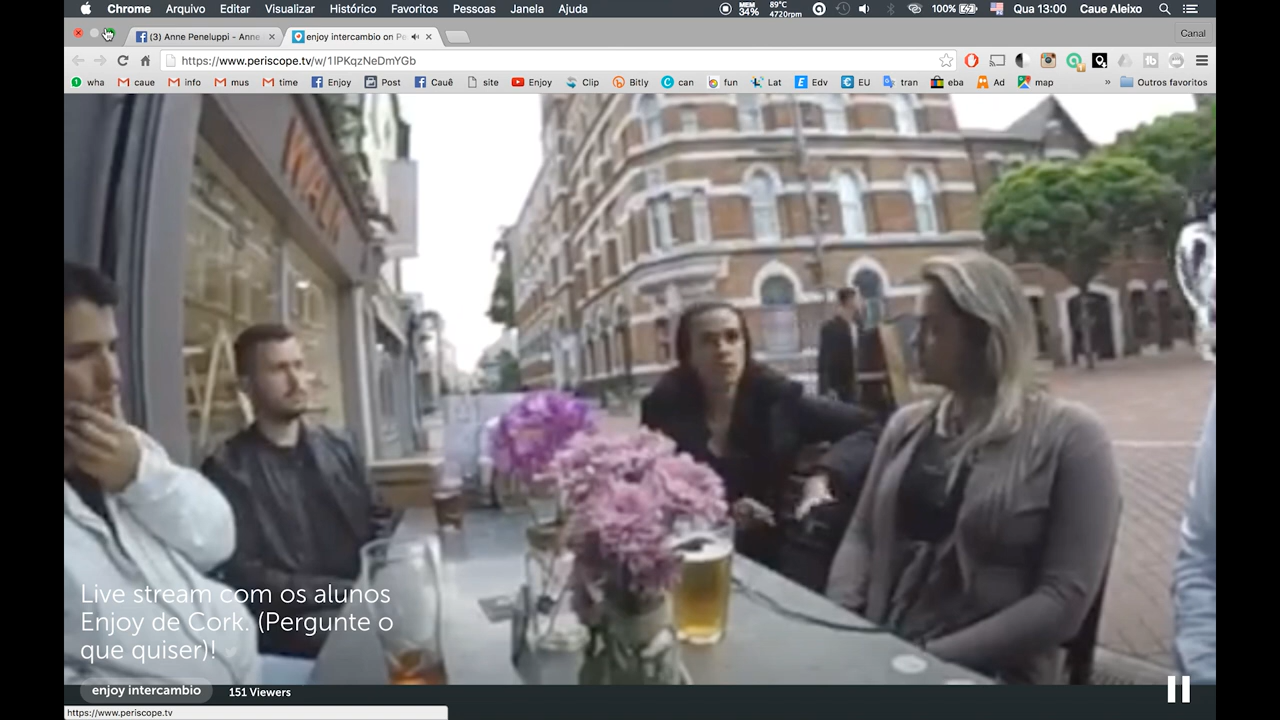 Chrome Arquivo Editar Visualizar Histórico Favoritos Pessoas Janela Ajuda MEM 34% 89°C 4720rpm 100% Qua 13:00 Caue Aleixo
(3) Anne Peneluppi - Anne enjoy intercambio on Pe Canal
https://www.periscope.tv/w/1IPKqzNeDmYGb
wha caue info mus time Enjoy Post Cauê site Enjoy Clip Bitly can fun Lat Edv EU tran eba Ad map » Outros favoritos
WALK
Live stream com os alunos
Enjoy de Cork. (Pergunte o
que quiser)!
enjoy intercambio 151 Viewers
https://www.periscope.tv